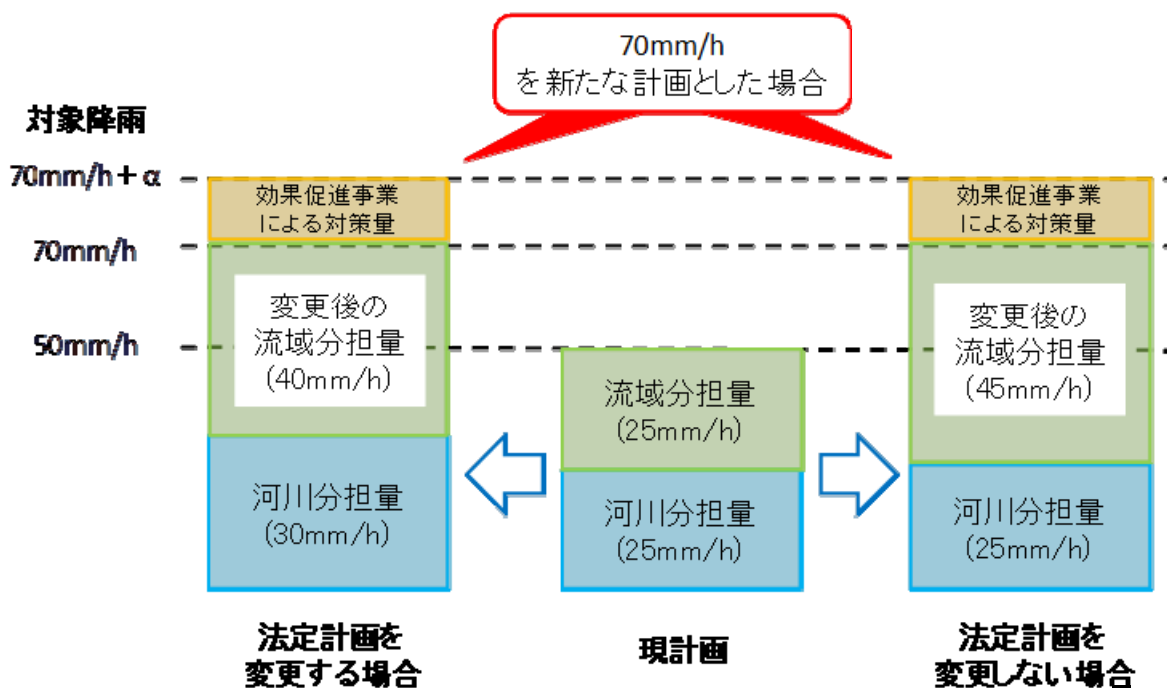 70mm/h
を新たな計画とした場合
対象降雨
70mm/h+α
70mm/h
50mm/h
効果促進事業
による対策量
変更後の
流域分担量
(40mm/h)
河川分担量
(30mm/h)
法定計画を
変更する場合
流域分担量
(25mm/h)
河川分担量
(25mm/h)
現計画
効果促進事業
による対策量
変更後の
流域分担量
(45mm/h)
河川分担量
(25mm/h)
法定計画を
変更しない場合